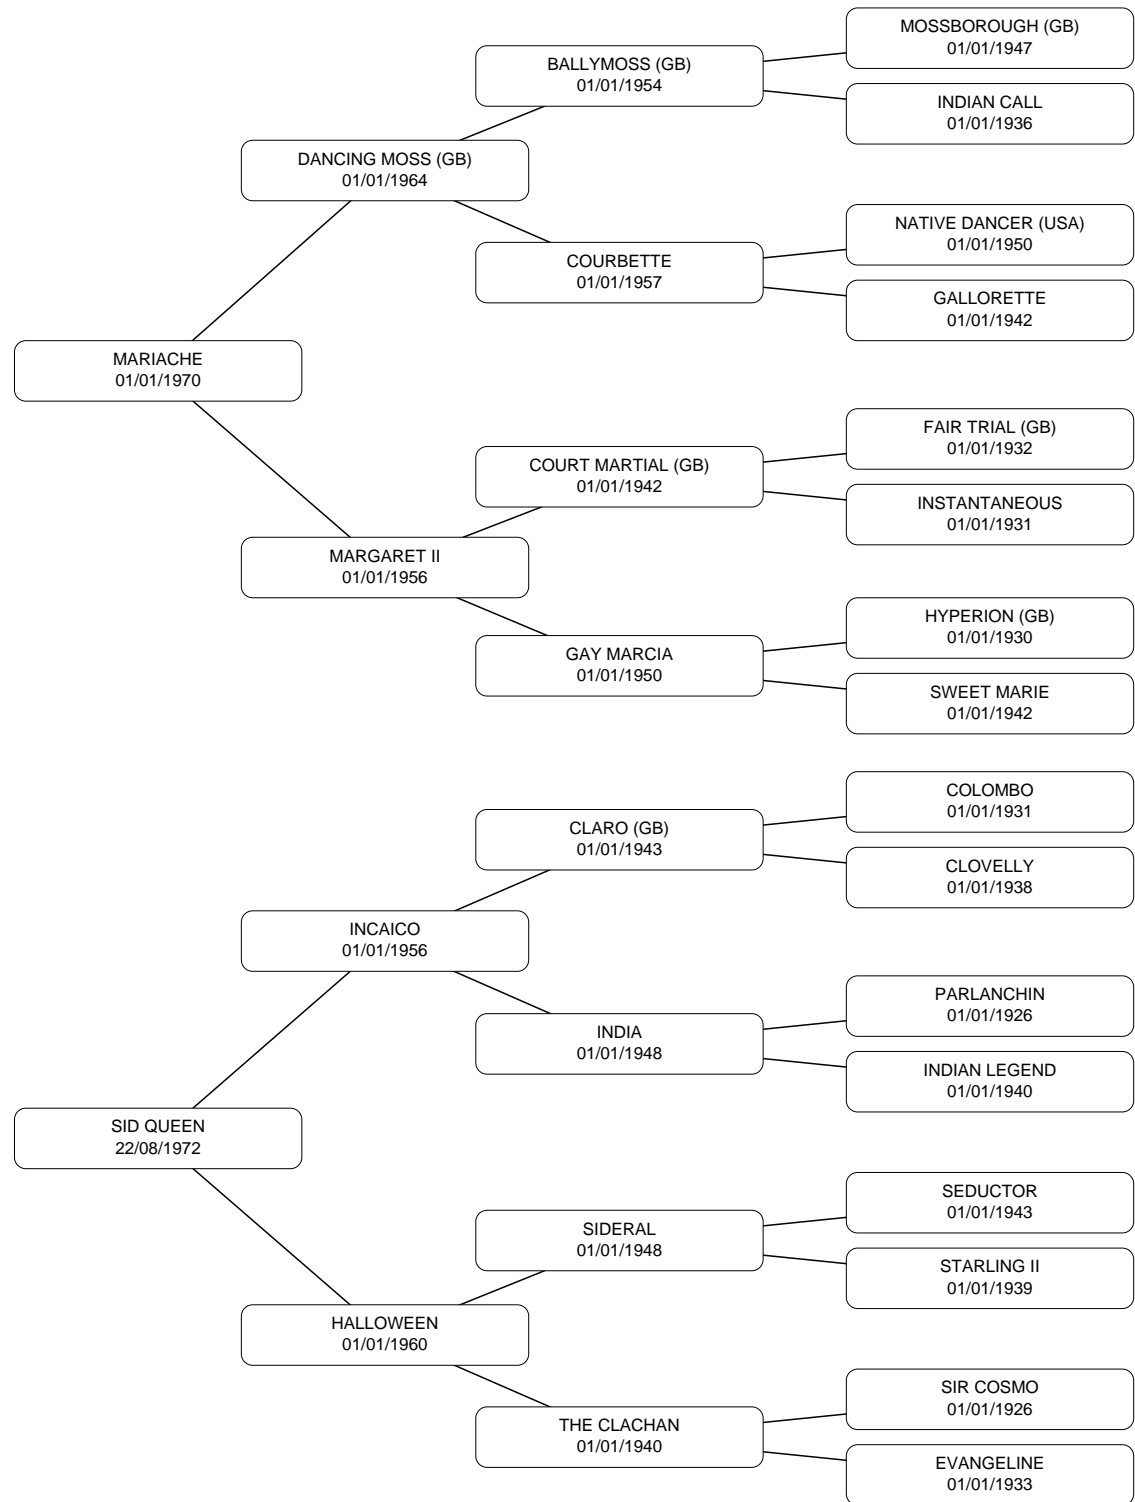 MOSSBOROUGH (GB)
01/01/1947
BALLYMOSS (GB)
01/01/1954
INDIAN CALL
01/01/1936
DANCING MOSS (GB)
01/01/1964
NATIVE DANCER (USA)
01/01/1950
COURBETTE
01/01/1957
GALLORETTE
01/01/1942
MARIACHE
01/01/1970
FAIR TRIAL (GB)
01/01/1932
COURT MARTIAL (GB)
01/01/1942
INSTANTANEOUS
01/01/1931
MARGARET II
01/01/1956
HYPERION (GB)
01/01/1930
GAY MARCIA
01/01/1950
SWEET MARIE
01/01/1942
COLOMBO
01/01/1931
CLARO (GB)
01/01/1943
CLOVELLY
01/01/1938
INCAICO
01/01/1956
PARLANCHIN
01/01/1926
INDIA
01/01/1948
INDIAN LEGEND
01/01/1940
SID QUEEN
22/08/1972
SEDUCTOR
01/01/1943
SIDERAL
01/01/1948
STARLING II
01/01/1939
HALLOWEEN
01/01/1960
SIR COSMO
01/01/1926
THE CLACHAN
01/01/1940
EVANGELINE
01/01/1933